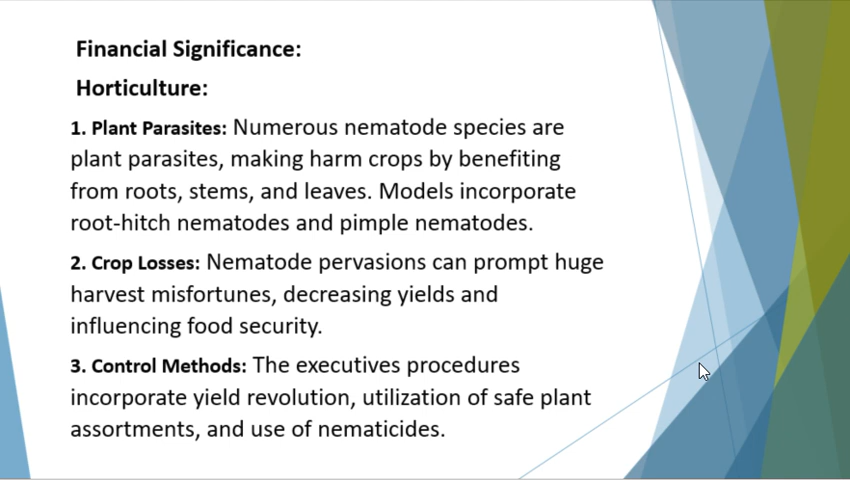 Financial Significance:
Horticulture:
1. Plant Parasites: Numerous nematode species are
plant parasites, making harm crops by benefiting
from roots, stems, and leaves. Models incorporate
root-hitch nematodes and pimple nematodes.
2. Crop Losses: Nematode pervasions can prompt huge
harvest misfortunes, decreasing yields and
influencing food security.
3. Control Methods: The executives procedures
incorporate yield revolution, utilization of safe plant
assortments, and use of nematicides.